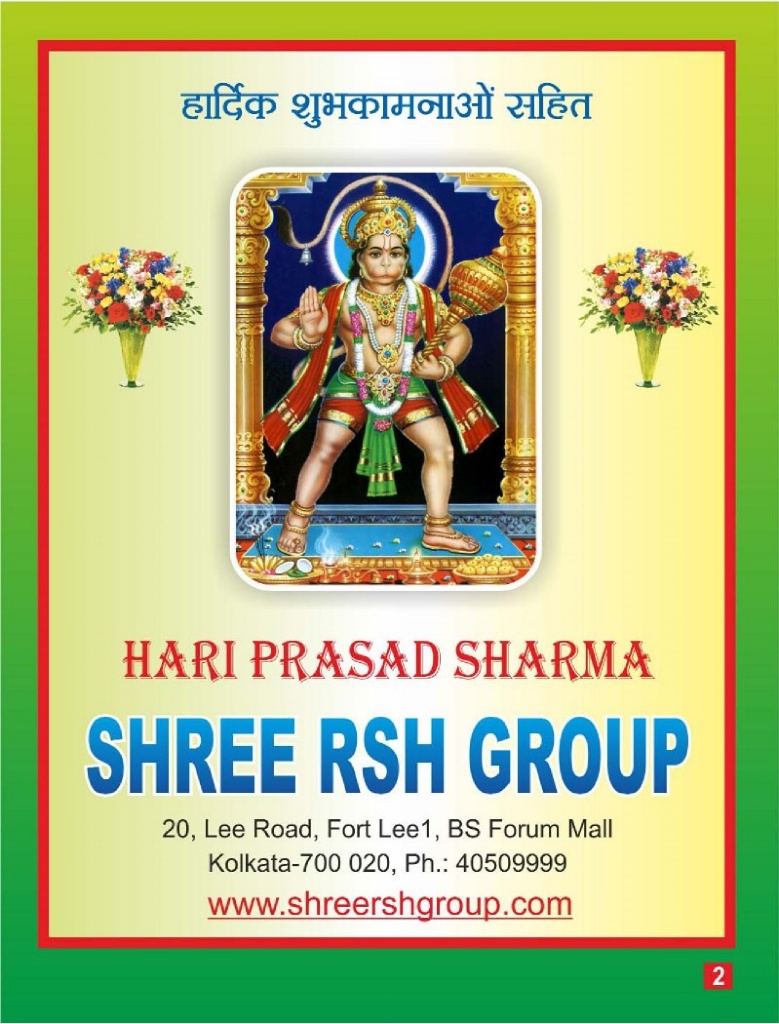 हार्दिक शुभकामनाओं सहित
HARI PRASAD SHARMA
SHREE RSH GROUP
20, Lee Road, Fort Lee1, BS Forum Mall
Kolkata-700 020, Ph.: 40509999
www.shreershgroup.com
2